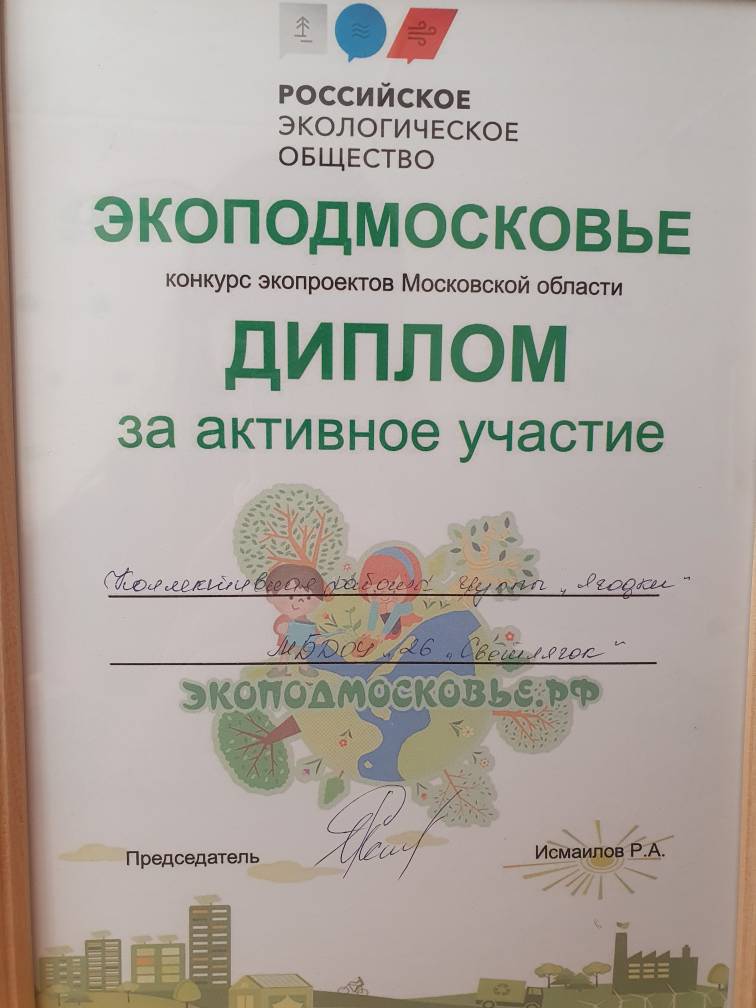 РОССИЙСКОЕ
ЭКОЛОГИЧЕСКОЕ
ОБЩЕСТВО
ЭКОПОДМОСКОВЬЕ
конкурс экопроектов Московской области
ДИПЛОМ
за активное участие
Коллективная работа группы „Ягодки"
МБДОУ „26 „Светлячок"
ЭКОПОДМОСКОВЬЕ.РФ
Председатель
Исмаилов Р.А.